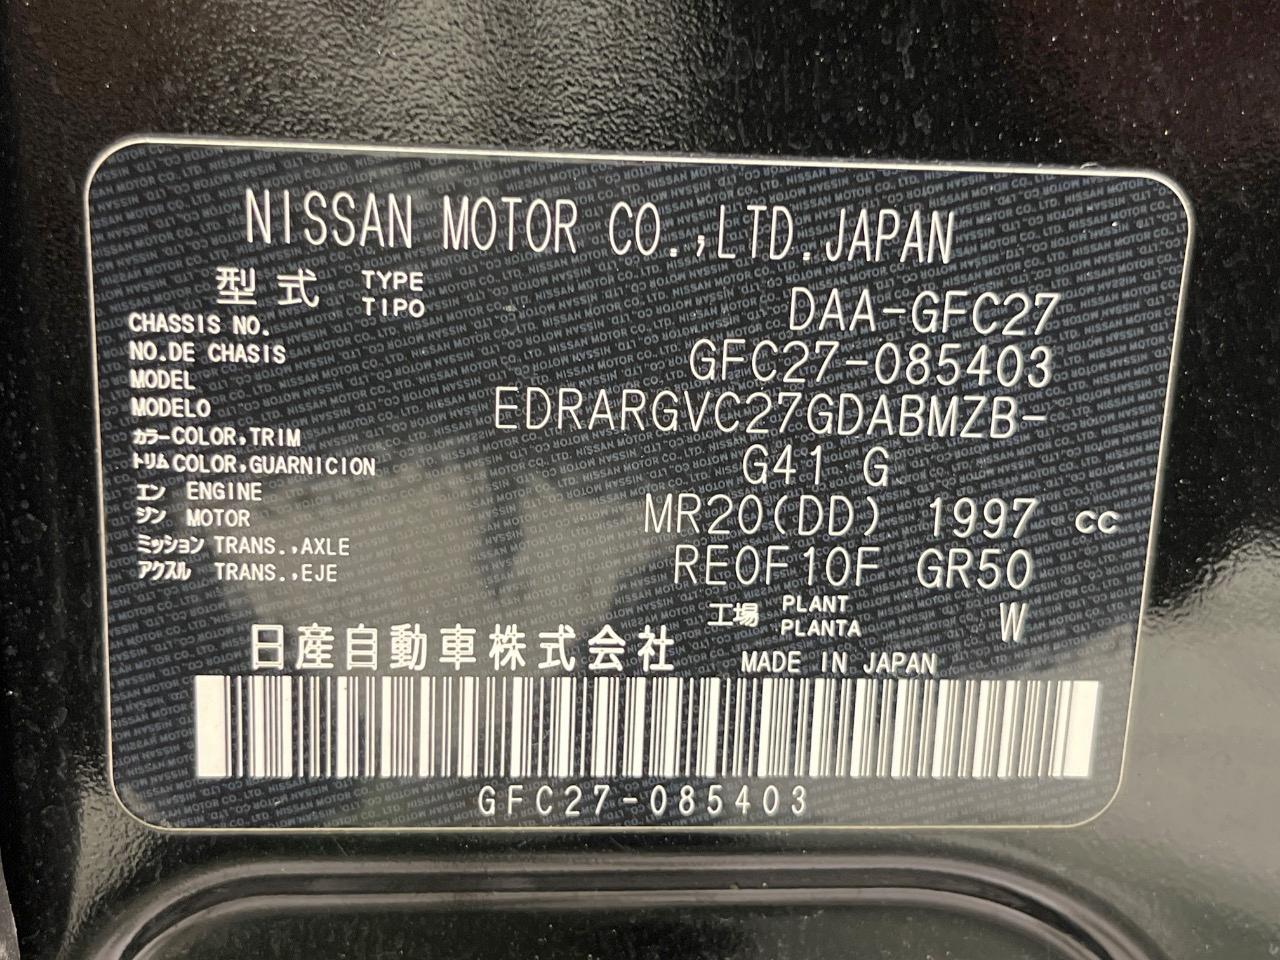 NISSAN MOTOR CO.,LTD.JAPAN
型式 TYPE TIPO DAA-GFC27
CHASSIS NO.
NO.DE CHASIS GFC27-085403
MODEL
MODELO EDRARGVC27GDABMZB-
カラー COLOR,TRIM
トリム COLOR,GUARNICION G41 G
エン ENGINE
ジン MOTOR MR20(DD) 1997 cc
ミッション TRANS.,AXLE
アクスル TRANS.,EJE RE0F10F GR50
工場 PLANT PLANTA W
日産自動車株式会社 MADE IN JAPAN
GFC27-085403